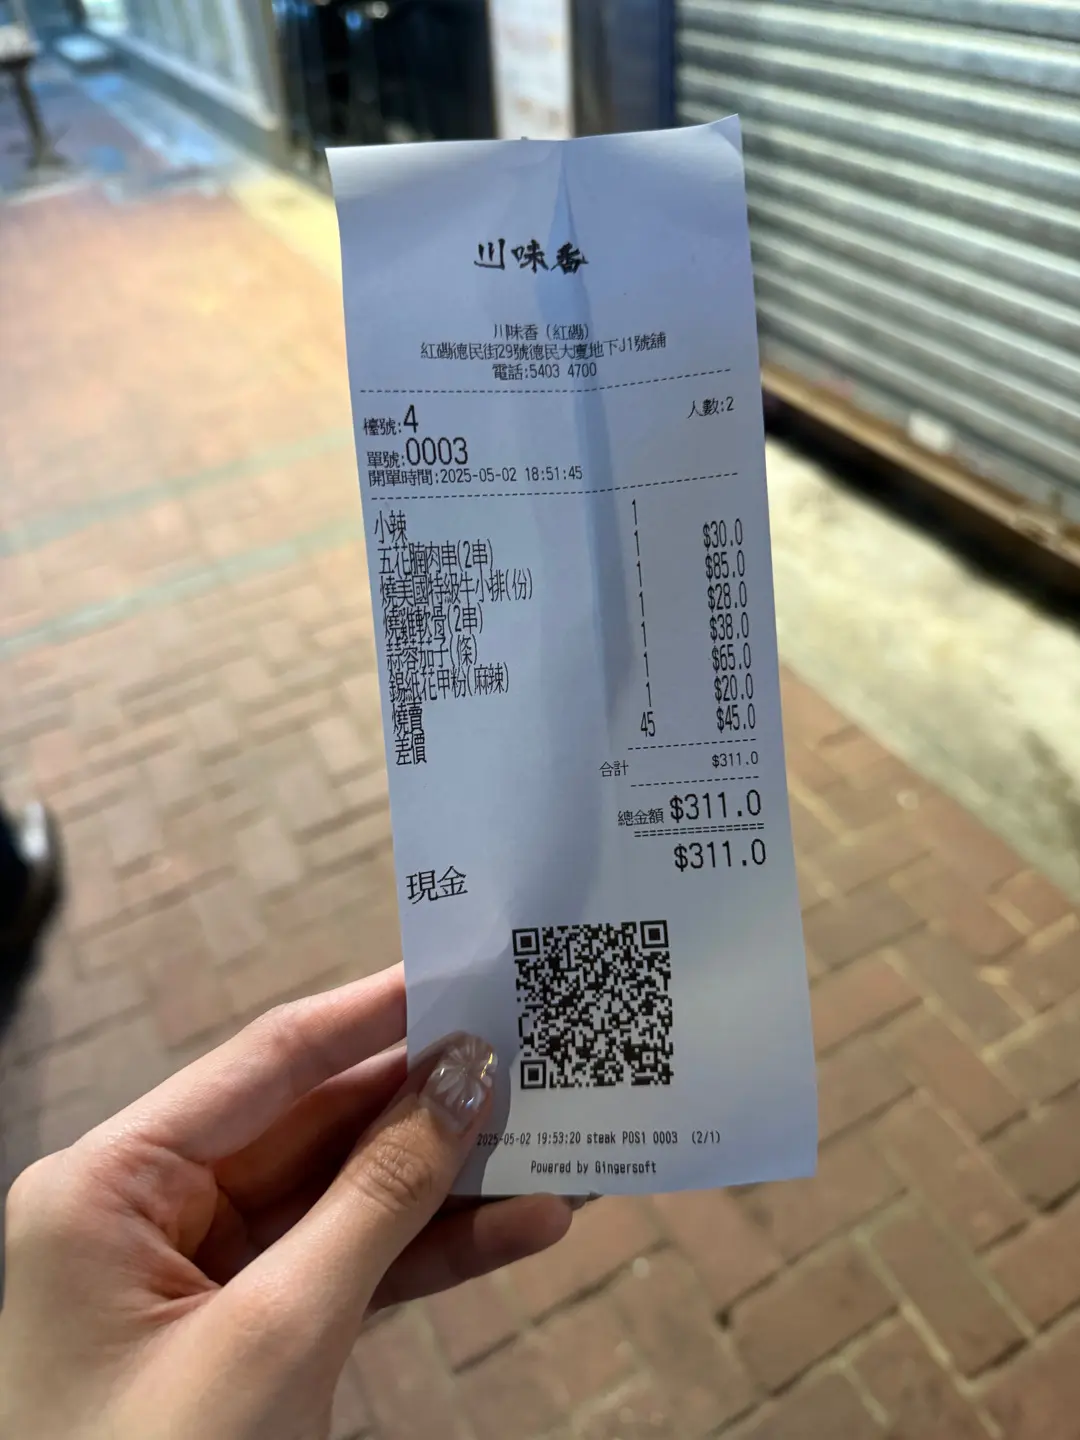 川味香
川味香（紅磡）
紅磡德民街29號德民大廈地下J1號舖
電話:5403 4700
檯號:4 人數:2
單號:0003
開單時間:2025-05-02 18:51:45
小辣 1
五花腩肉串(2串) 1 $30.0
燒美國特級牛小排(份) 1 $85.0
燒雞軟骨(2串) 1 $28.0
蒜蓉茄子(條) 1 $38.0
錫紙花甲粉(麻辣) 1 $65.0
燒賣 1 $20.0
差價 45 $45.0
合計 $311.0
總金額 $311.0
現金 $311.0
2025-05-02 19:53:20 steak POS1 0003 (2/1)
Powered by Gingersoft